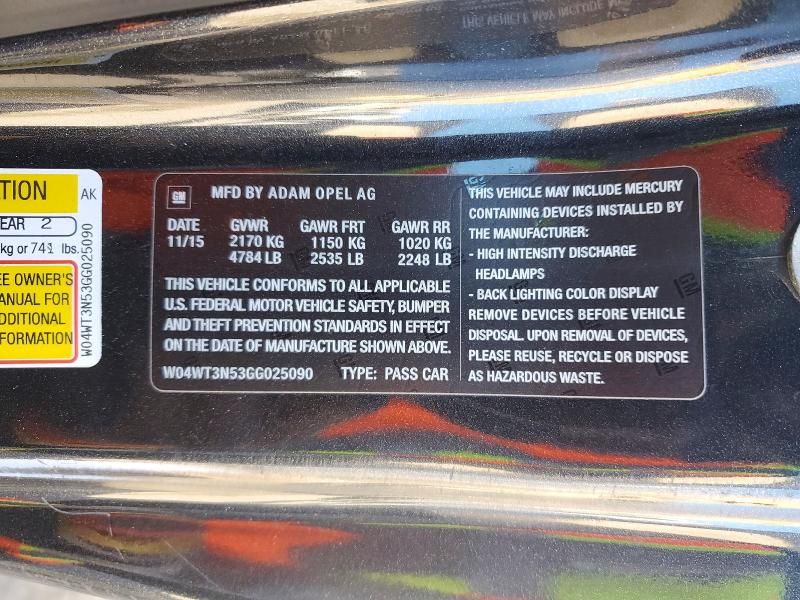 THIS VEHICLE MAY INCLUDE
TION
AK
EAR 2
kg or 741 lbs.
EE OWNER'S
ANUAL FOR
ADDITIONAL
FORMATION
W04WT3N53GG025090
GM
MFD BY ADAM OPEL AG
DATE GVWR GAWR FRT GAWR RR
11/15 2170 KG 1150 KG 1020 KG
4784 LB 2535 LB 2248 LB
THIS VEHICLE CONFORMS TO ALL APPLICABLE
U.S. FEDERAL MOTOR VEHICLE SAFETY, BUMPER
AND THEFT PREVENTION STANDARDS IN EFFECT
ON THE DATE OF MANUFACTURE SHOWN ABOVE.
W04WT3N53GG025090 TYPE: PASS CAR
THIS VEHICLE MAY INCLUDE MERCURY
CONTAINING DEVICES INSTALLED BY
THE MANUFACTURER:
- HIGH INTENSITY DISCHARGE
HEADLAMPS
- BACK LIGHTING COLOR DISPLAY
REMOVE DEVICES BEFORE VEHICLE
DISPOSAL. UPON REMOVAL OF DEVICES,
PLEASE REUSE, RECYCLE OR DISPOSE
AS HAZARDOUS WASTE.